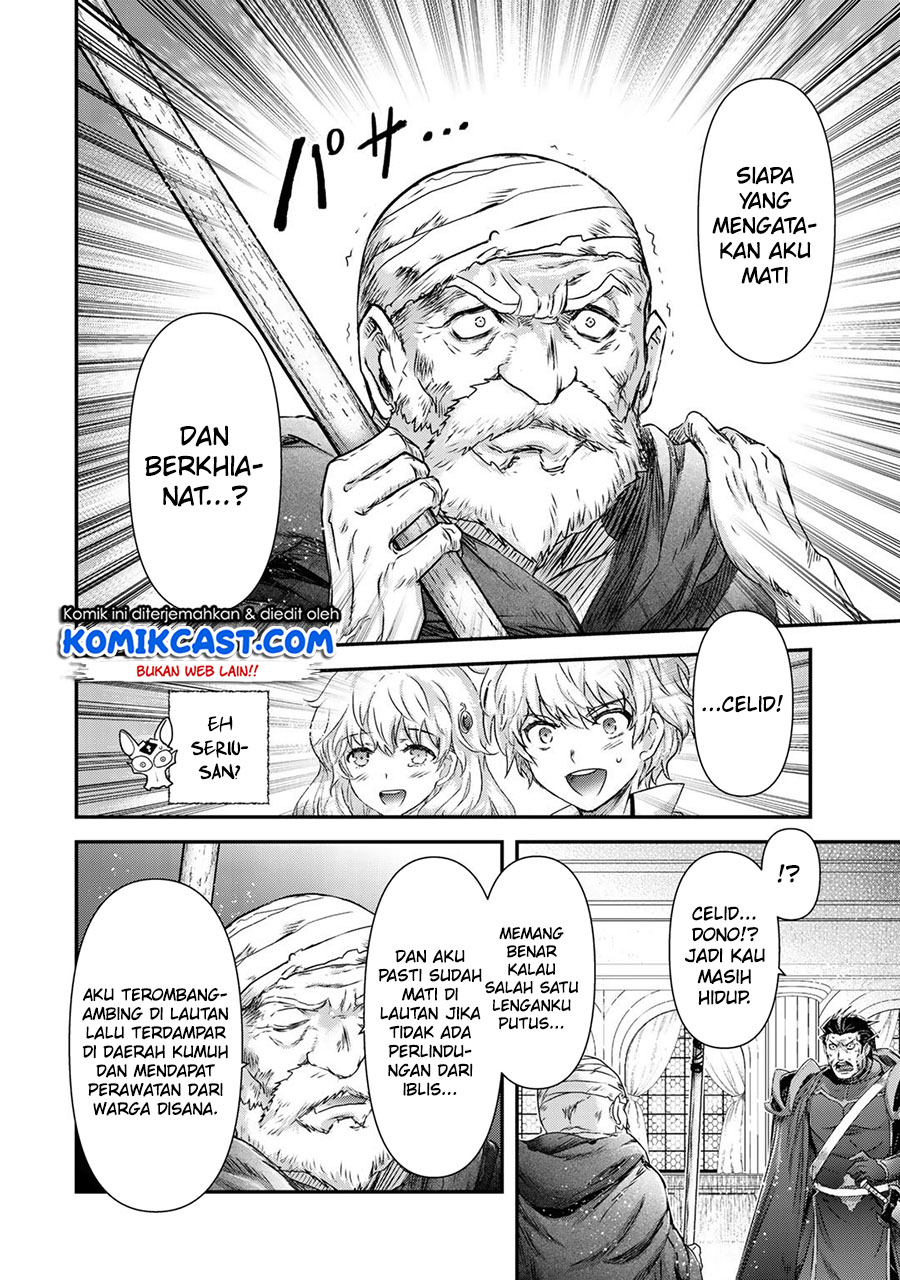 SIAPA
YANG
MENGATA-
KAN AKU
MATI
パサ...
DAN
BERKHIA-
NAT...?
Komik ini diterjemahkan & diedit oleh
KOMIKCAST.COM
BUKAN WEB LAIN!!
...CELID!
EH
SERIU-
SAN?
!?
CELID...
DONO!?
JADI KAU
MASIH
HIDUP.
MEMANG
BENAR
KALAU
SALAH SATU
LENGANKU
PUTUS...
DAN AKU
PASTI SUDAH
MATI DI
LAUTAN JIKA
TIDAK ADA
PERLINDU-
NGAN DARI
IBLIS...
AKU TEROMBANG-
AMBING DI LAUTAN
LALU TERDAMPAR
DI DAERAH KUMUH
DAN MENDAPAT
PERAWATAN DARI
WARGA DISANA.